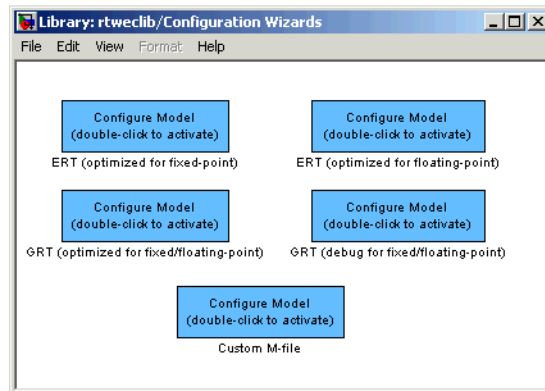 Library: rtweclib/Configuration Wizards
File Edit View Format Help
Configure Model
(double-click to activate)
ERT (optimized for fixed-point)
Configure Model
(double-click to activate)
ERT (optimized for floating-point)
Configure Model
(double-click to activate)
GRT (optimized for fixed/floating-point)
Configure Model
(double-click to activate)
GRT (debug for fixed/floating-point)
Configure Model
(double-click to activate)
Custom M-file